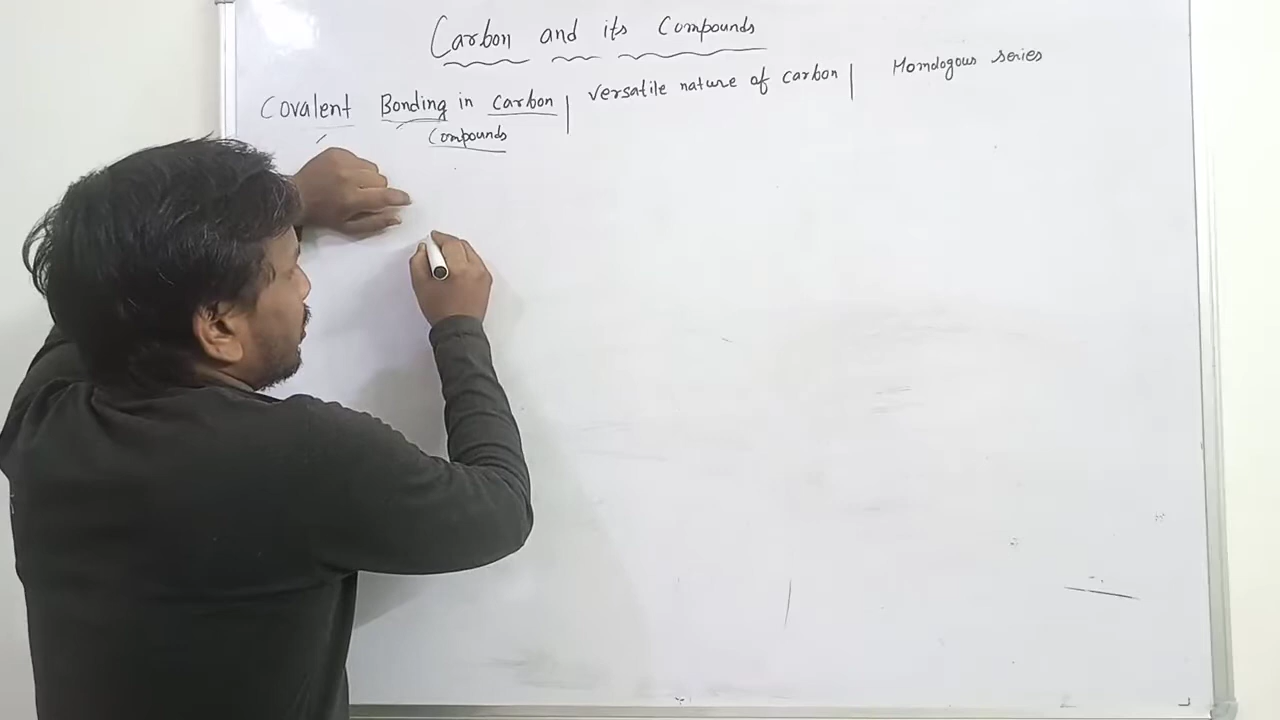 Carbon and its Compounds
Covalent Bonding in Carbon | Versatile nature of carbon | Homologous series
Compounds